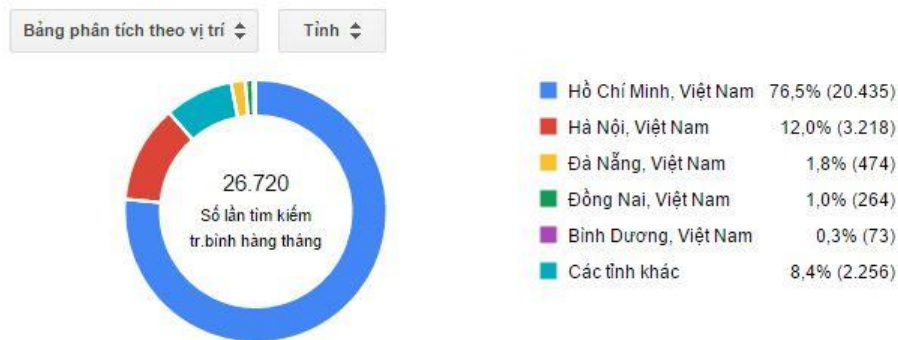 Bảng phân tích theo vị trí
Tỉnh
26.720
Số lần tìm kiếm
tr.bình hàng tháng
Hồ Chí Minh, Việt Nam 76,5% (20.435)
Hà Nội, Việt Nam 12,0% (3.218)
Đà Nẵng, Việt Nam 1,8% (474)
Đồng Nai, Việt Nam 1,0% (264)
Bình Dương, Việt Nam 0,3% (73)
Các tỉnh khác 8,4% (2.256)